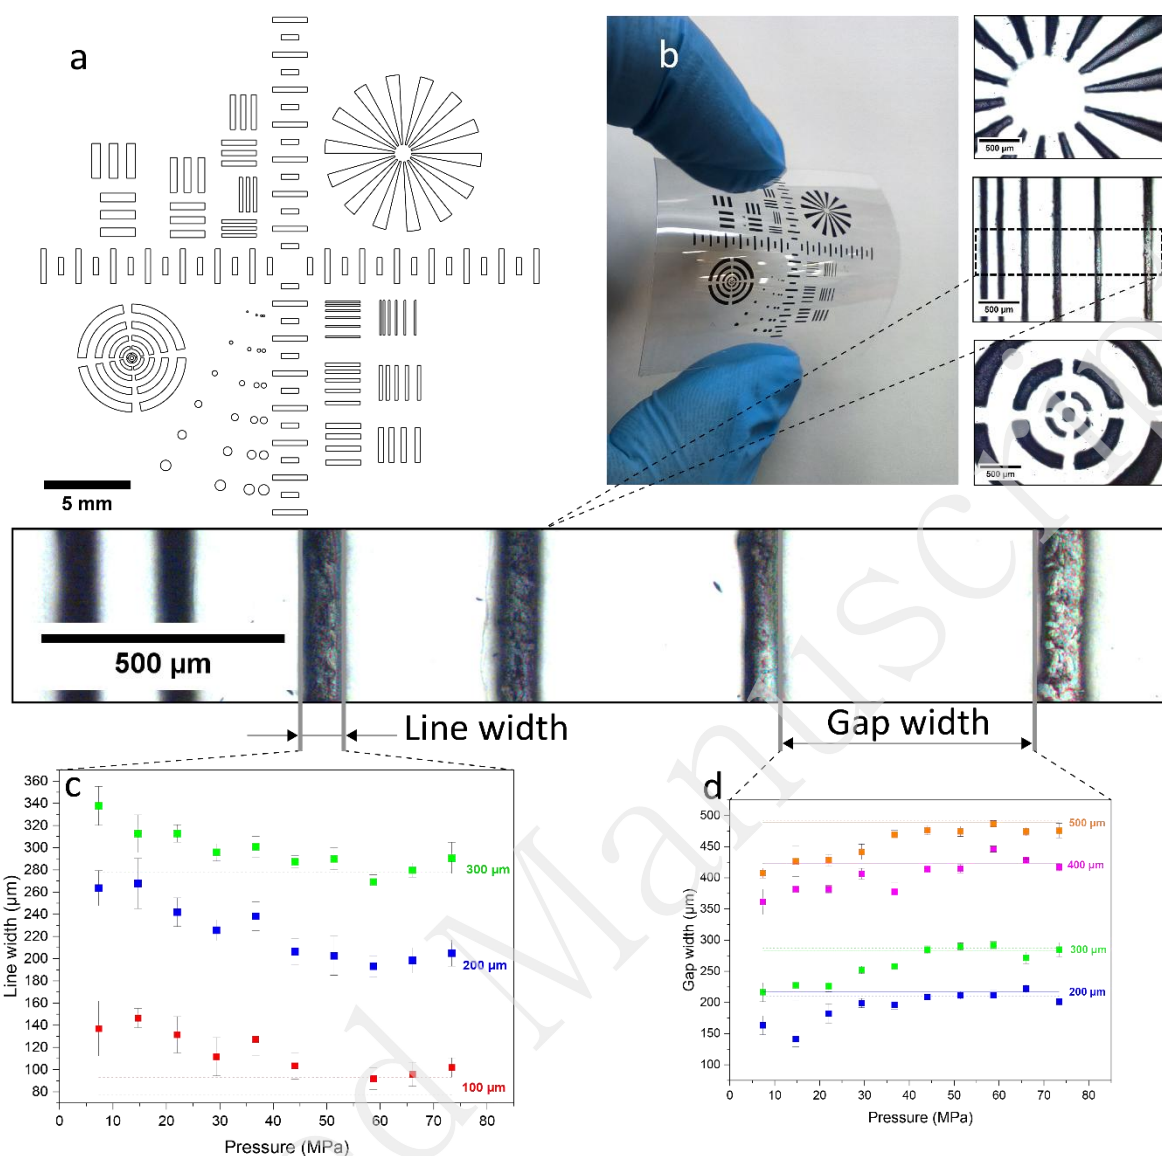 a
5 mm
b
500 µm
500 µm
500 µm
500 µm
Line width
Gap width
c
360
340
320
300
280
260
240
220
200
180
160
140
120
100
80
Line width (µm)
300 µm
200 µm
100 µm
0 10 20 30 40 50 60 70 80
Pressure (MPa)
d
500
450
400
350
300
250
200
150
100
Gap width (µm)
500 µm
400 µm
300 µm
200 µm
0 10 20 30 40 50 60 70 80
Pressure (MPa)
d Manuscrip